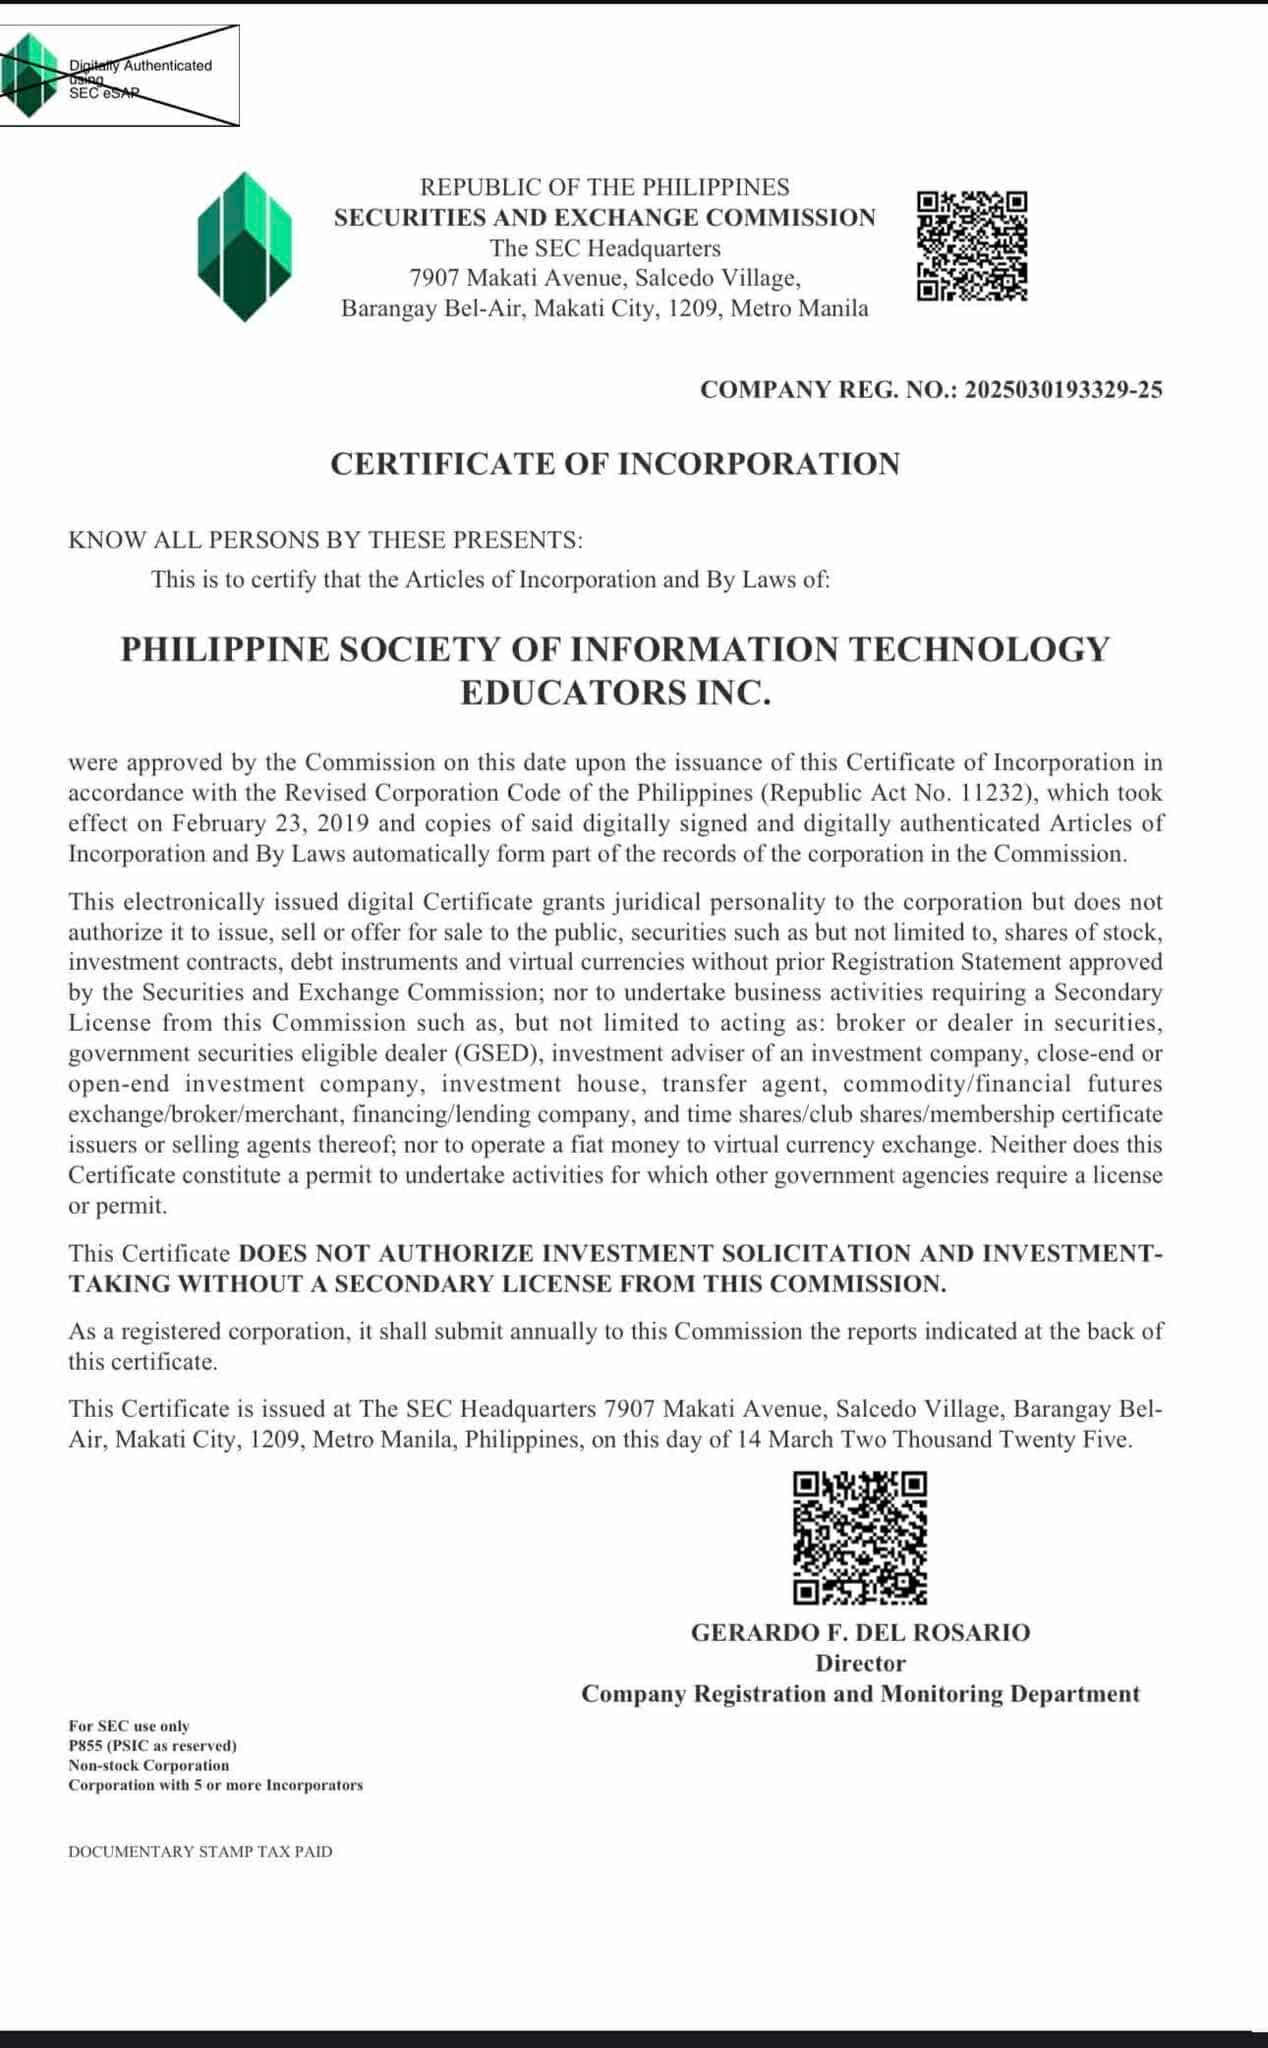 Digitally Authenticated
using
SEC eSAP
REPUBLIC OF THE PHILIPPINES
SECURITIES AND EXCHANGE COMMISSION
The SEC Headquarters
7907 Makati Avenue, Salcedo Village,
Barangay Bel-Air, Makati City, 1209, Metro Manila
COMPANY REG. NO.: 2025030193329-25
CERTIFICATE OF INCORPORATION
KNOW ALL PERSONS BY THESE PRESENTS:
This is to certify that the Articles of Incorporation and By Laws of:
PHILIPPINE SOCIETY OF INFORMATION TECHNOLOGY
EDUCATORS INC.
were approved by the Commission on this date upon the issuance of this Certificate of Incorporation in
accordance with the Revised Corporation Code of the Philippines (Republic Act No. 11232), which took
effect on February 23, 2019 and copies of said digitally signed and digitally authenticated Articles of
Incorporation and By Laws automatically form part of the records of the corporation in the Commission.
This electronically issued digital Certificate grants juridical personality to the corporation but does not
authorize it to issue, sell or offer for sale to the public, securities such as but not limited to, shares of stock,
investment contracts, debt instruments and virtual currencies without prior Registration Statement approved
by the Securities and Exchange Commission; nor to undertake business activities requiring a Secondary
License from this Commission such as, but not limited to acting as: broker or dealer in securities,
government securities eligible dealer (GSED), investment adviser of an investment company, close-end or
open-end investment company, investment house, transfer agent, commodity/financial futures
exchange/broker/merchant, financing/lending company, and time shares/club shares/membership certificate
issuers or selling agents thereof; nor to operate a fiat money to virtual currency exchange. Neither does this
Certificate constitute a permit to undertake activities for which other government agencies require a license
or permit.
This Certificate DOES NOT AUTHORIZE INVESTMENT SOLICITATION AND INVESTMENT-
TAKING WITHOUT A SECONDARY LICENSE FROM THIS COMMISSION.
As a registered corporation, it shall submit annually to this Commission the reports indicated at the back of
this certificate.
This Certificate is issued at The SEC Headquarters 7907 Makati Avenue, Salcedo Village, Barangay Bel-
Air, Makati City, 1209, Metro Manila, Philippines, on this day of 14 March Two Thousand Twenty Five.
GERARDO F. DEL ROSARIO
Director
Company Registration and Monitoring Department
For SEC use only
P855 (PSIC as reserved)
Non-stock Corporation
Corporation with 5 or more Incorporators
DOCUMENTARY STAMP TAX PAID